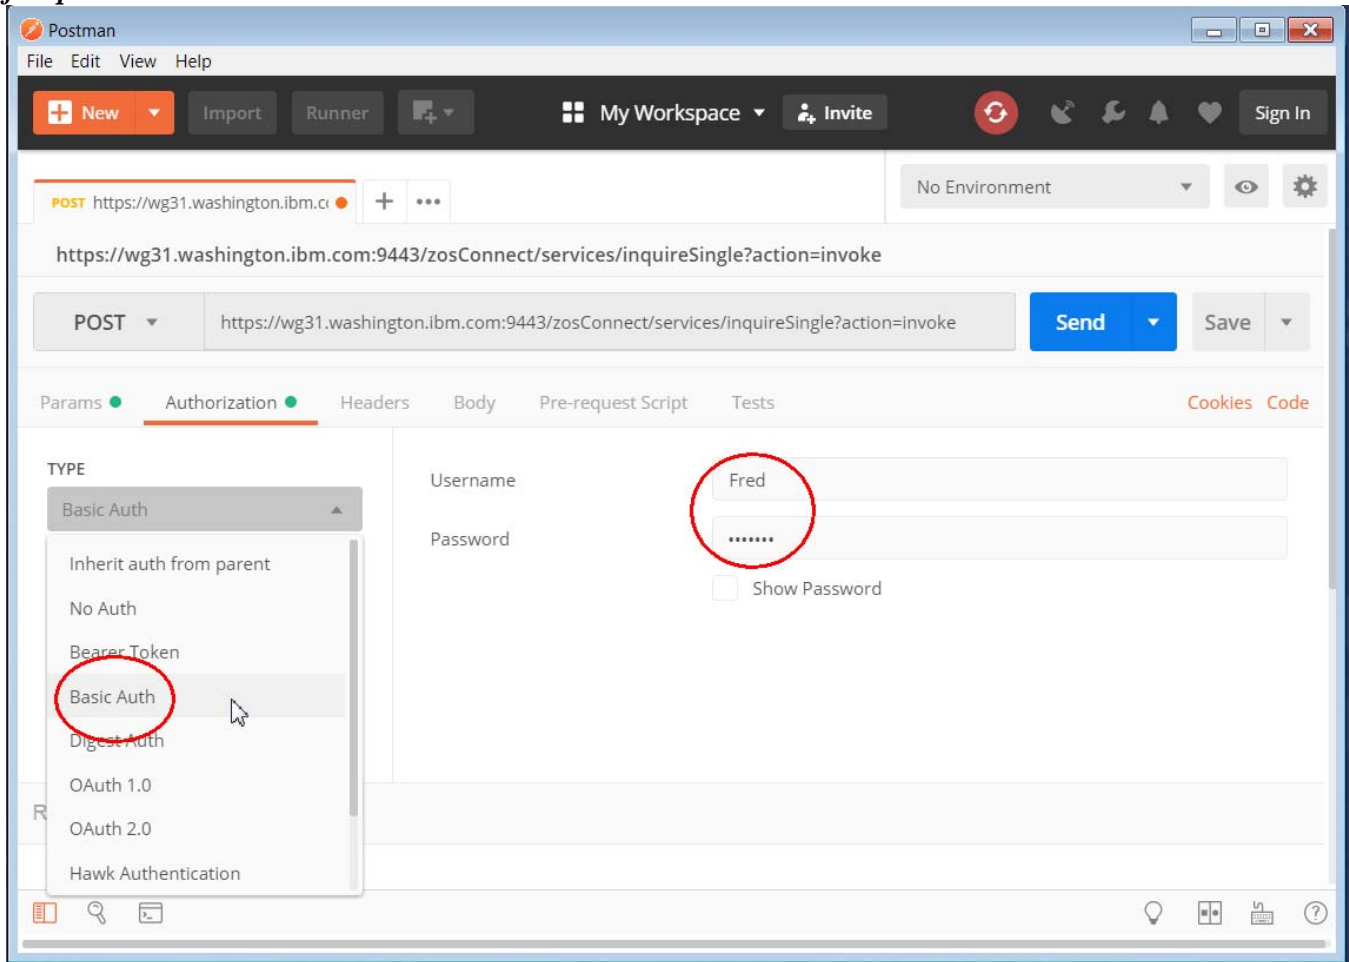 Postman
File Edit View Help
New Import Runner My Workspace Invite Sign In
POST https://wg31.washington.ibm.c No Environment
https://wg31.washington.ibm.com:9443/zosConnect/services/inquireSingle?action=invoke
POST https://wg31.washington.ibm.com:9443/zosConnect/services/inquireSingle?action=invoke Send Save
Params Authorization Headers Body Pre-request Script Tests Cookies Code
TYPE
Basic Auth
Username Fred
Password •••••••
Show Password
Inherit auth from parent
No Auth
Bearer Token
Basic Auth
Digest Auth
OAuth 1.0
R
OAuth 2.0
Hawk Authentication